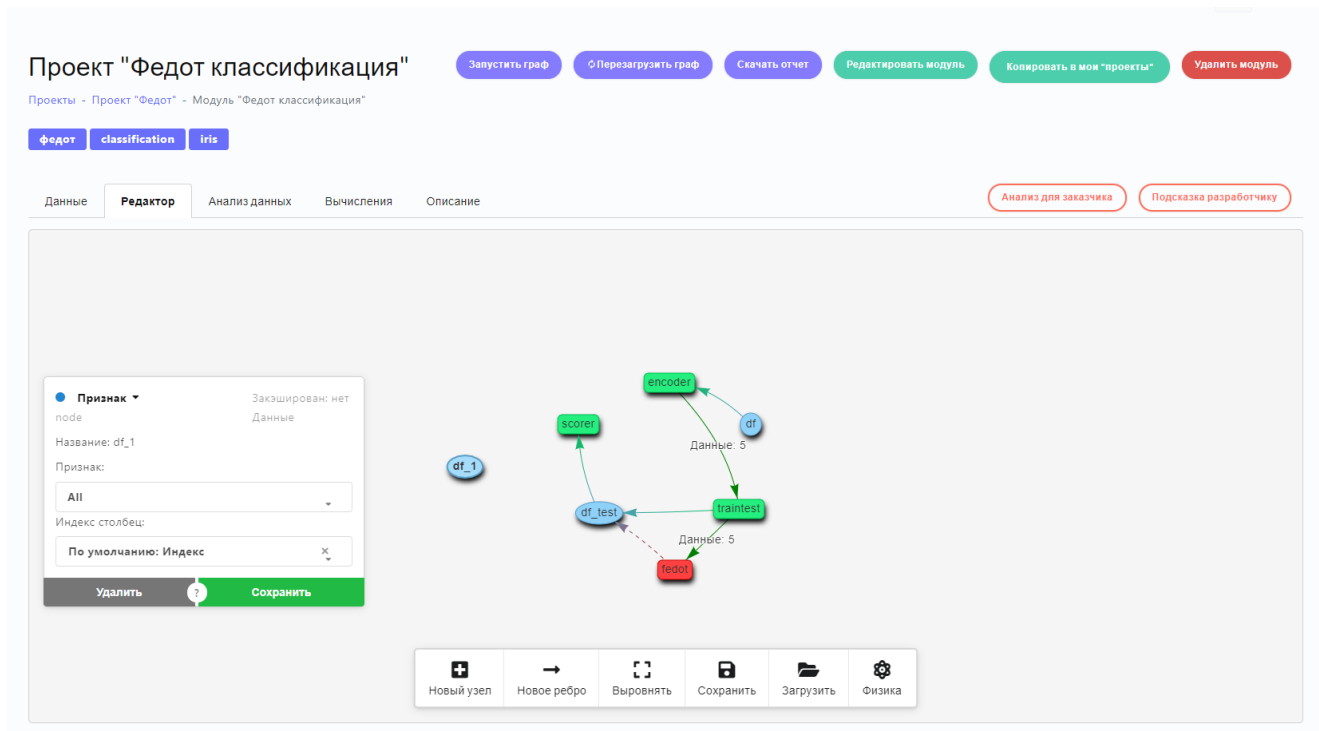 Проект "Федот классификация"
Запустить граф
Перезагрузить граф
Скачать отчет
Редактировать модуль
Копировать в мои "проекты"
Удалить модуль
Проекты - Проект "Федот" - Модуль "Федот классификация"
федот classification iris
Данные Редактор Анализ данных Вычисления Описание
Анализ для заказчика
Подсказка разработчику
Признак
Закэширован: нет
node
Данные
Название: df_1
Признак:
All
Индекс столбец:
По умолчанию: Индекс ×
Удалить ? Сохранить
encoder
scorer
df
Данные: 5
df_1
df_test
traintest
Данные: 5
fedot
Новый узел
Новое ребро
Выровнять
Сохранить
Загрузить
Физика